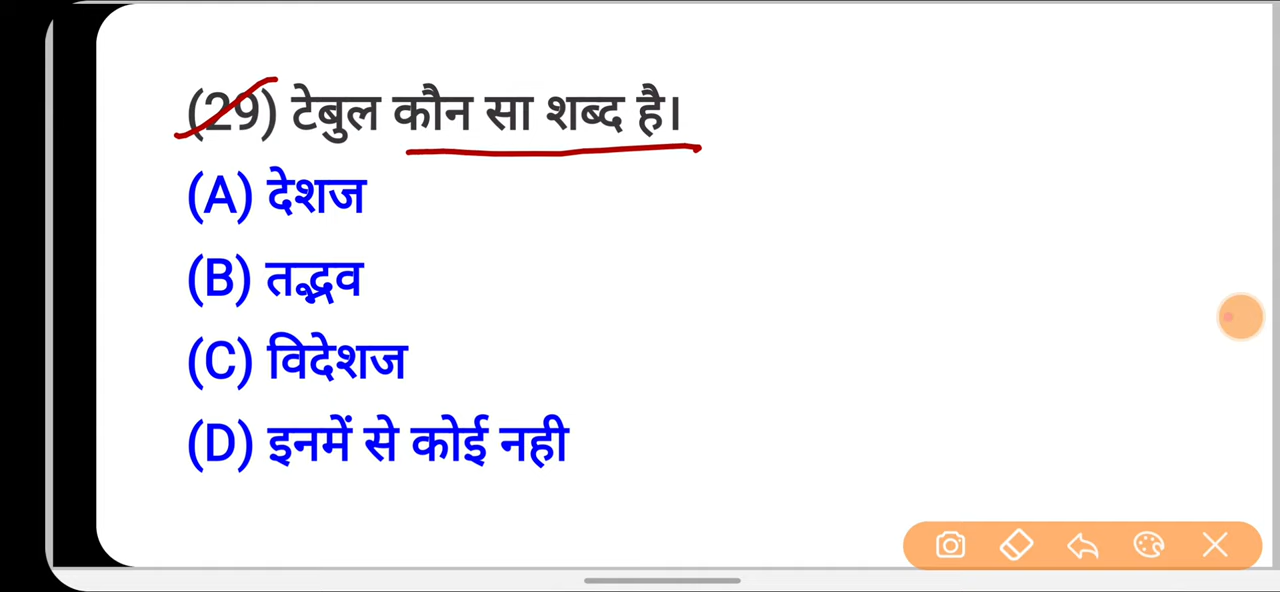 (29) टेबुल कौन सा शब्द है।
(A) देशज
(B) तद्भव
(C) विदेशज
(D) इनमें से कोई नही